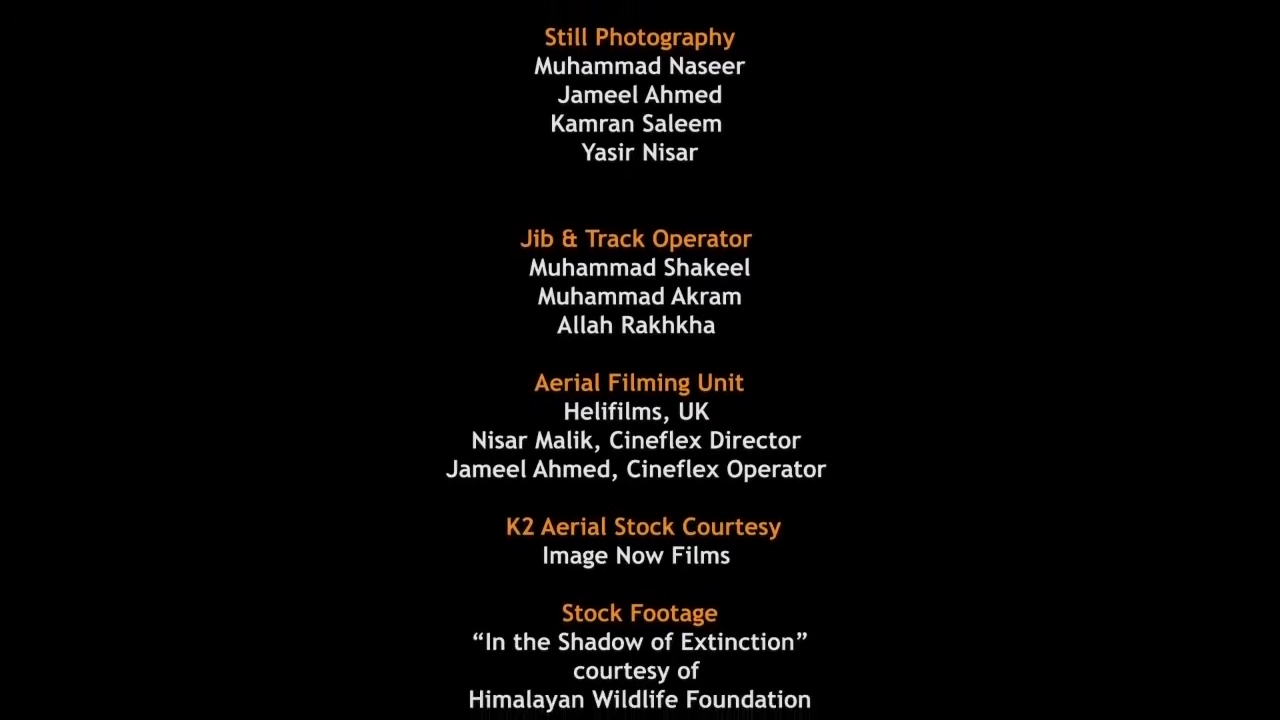 Still Photography
Muhammad Naseer
Jameel Ahmed
Kamran Saleem
Yasir Nisar
Jib & Track Operator
Muhammad Shakeel
Muhammad Akram
Allah Rakhkha
Aerial Filming Unit
Helifilms, UK
Nisar Malik, Cineflex Director
Jameel Ahmed, Cineflex Operator
K2 Aerial Stock Courtesy
Image Now Films
Stock Footage
“In the Shadow of Extinction”
courtesy of
Himalayan Wildlife Foundation